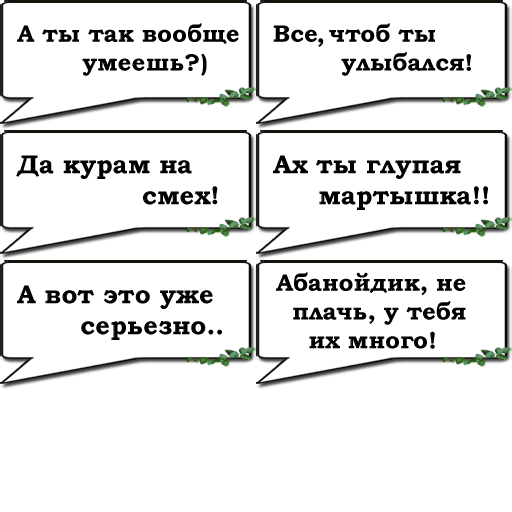 А ты так вообще
умеешь?)
Все, чтоб ты
улыбался!
Да курам на
смех!
Ах ты глупая
мартышка!!
А вот это уже
серьезно..
Абанойдик, не
плачь, у тебя
их много!